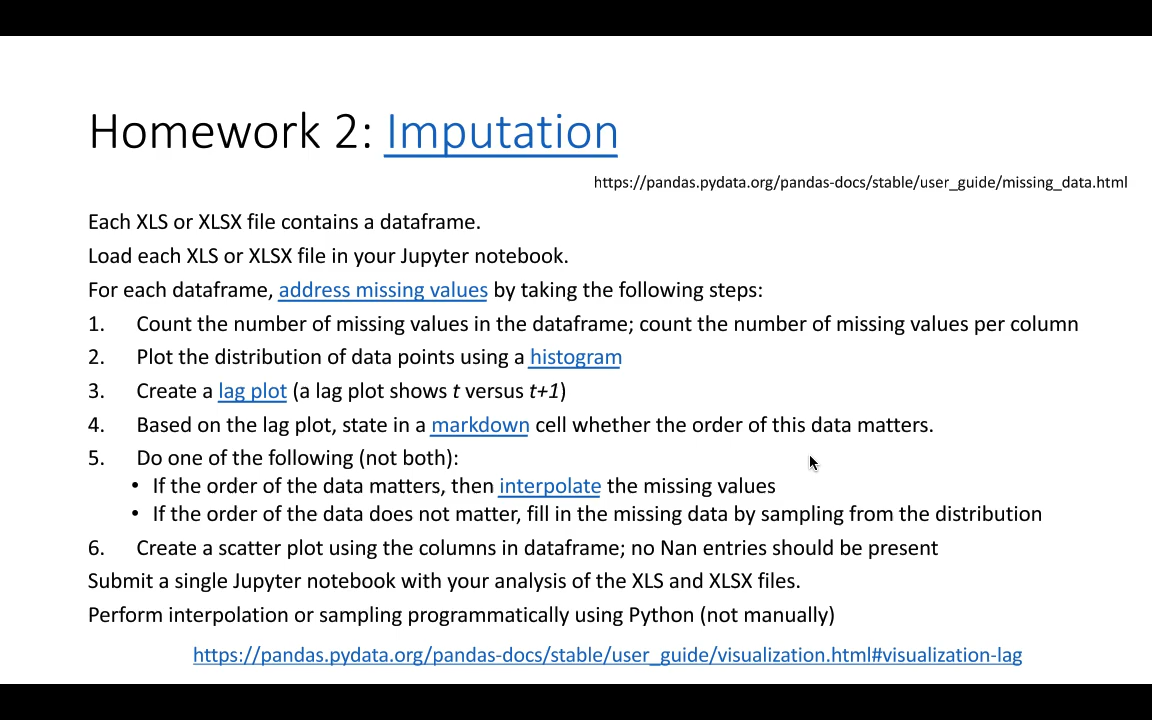 Homework 2: Imputation
https://pandas.pydata.org/pandas-docs/stable/user_guide/missing_data.html
Each XLS or XLSX file contains a dataframe.
Load each XLS or XLSX file in your Jupyter notebook.
For each dataframe, address missing values by taking the following steps:
1. Count the number of missing values in the dataframe; count the number of missing values per column
2. Plot the distribution of data points using a histogram
3. Create a lag plot (a lag plot shows t versus t+1)
4. Based on the lag plot, state in a markdown cell whether the order of this data matters.
5. Do one of the following (not both):
• If the order of the data matters, then interpolate the missing values
• If the order of the data does not matter, fill in the missing data by sampling from the distribution
6. Create a scatter plot using the columns in dataframe; no Nan entries should be present
Submit a single Jupyter notebook with your analysis of the XLS and XLSX files.
Perform interpolation or sampling programmatically using Python (not manually)
https://pandas.pydata.org/pandas-docs/stable/user_guide/visualization.html#visualization-lag